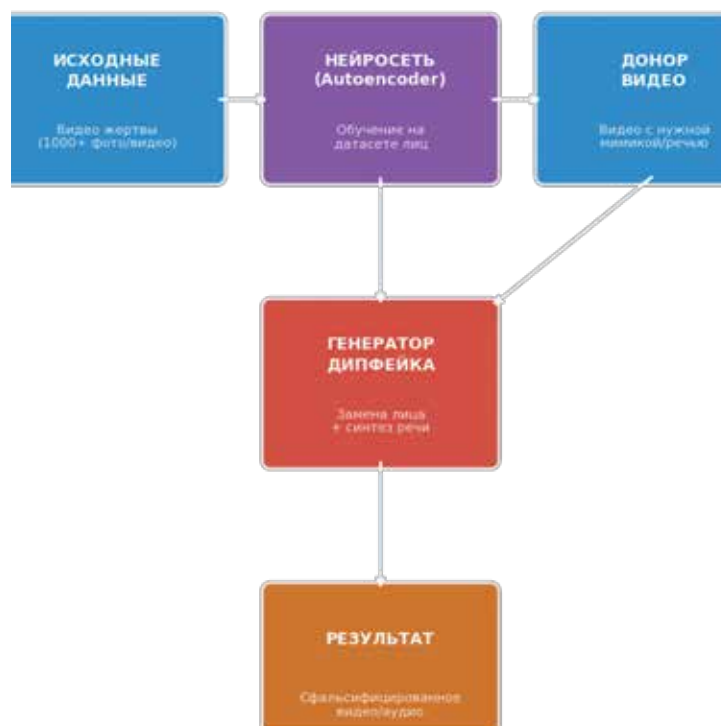 ИСХОДНЫЕ
ДАННЫЕ
Видео жертвы
(1000+ фото/видео)
НЕЙРОСЕТЬ
(Autoencoder)
Обучение на
датасете лиц
ДОНОР
ВИДЕО
Видео с нужной
мимикой/речью
ГЕНЕРАТОР
ДИПФЕЙКА
Замена лица
+ синтез речи
РЕЗУЛЬТАТ
Сфальсифицированное
видео/аудио